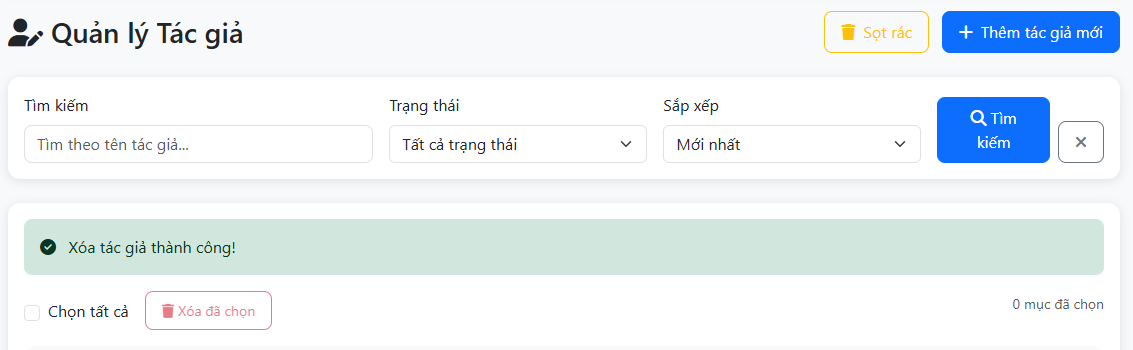 Quản lý Tác giả
Sọt rác
Thêm tác giả mới
Tìm kiếm
Trạng thái
Sắp xếp
Tìm theo tên tác giả...
Tất cả trạng thái
Mới nhất
Tìm
kiếm
Xóa tác giả thành công!
Chọn tất cả
Xóa đã chọn
0 mục đã chọn